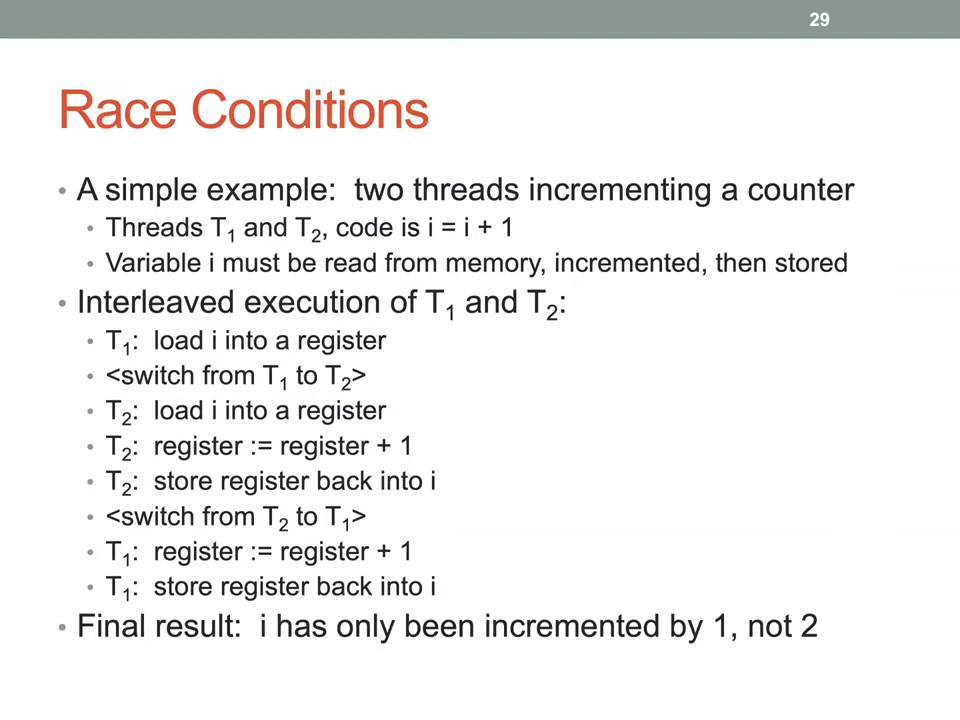 29
Race Conditions
• A simple example: two threads incrementing a counter
• Threads T₁ and T₂, code is i = i + 1
• Variable i must be read from memory, incremented, then stored
• Interleaved execution of T₁ and T₂:
• T₁: load i into a register
• <switch from T₁ to T₂>
• T₂: load i into a register
• T₂: register := register + 1
• T₂: store register back into i
• <switch from T₂ to T₁>
• T₁: register := register + 1
• T₁: store register back into i
• Final result: i has only been incremented by 1, not 2